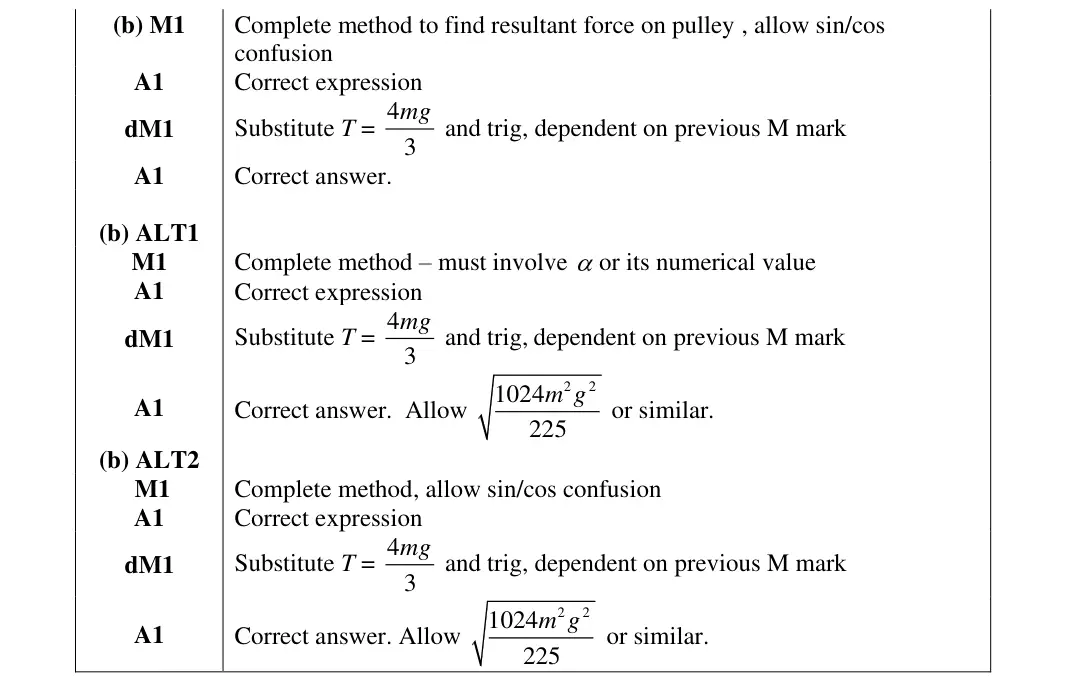 (b) M1 Complete method to find resultant force on pulley , allow sin/cos
confusion
A1 Correct expression
dM1 Substitute T = 4mg/3 and trig, dependent on previous M mark
A1 Correct answer.
(b) ALT1
M1 Complete method – must involve α or its numerical value
A1 Correct expression
dM1 Substitute T = 4mg/3 and trig, dependent on previous M mark
A1 Correct answer. Allow √(1024m²g²/225) or similar.
(b) ALT2
M1 Complete method, allow sin/cos confusion
A1 Correct expression
dM1 Substitute T = 4mg/3 and trig, dependent on previous M mark
A1 Correct answer. Allow √(1024m²g²/225) or similar.